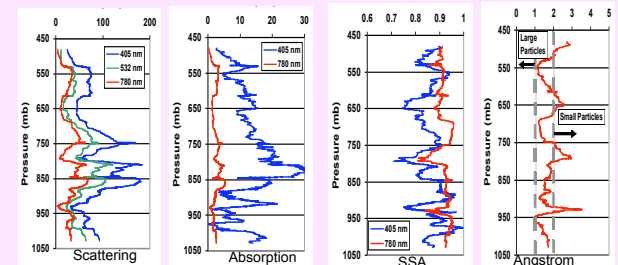 0 100 200
450
550
650
750
850
950
1050
Pressure (mb)
405 nm
532 nm
780 nm
Scattering
0 10 20 30
450
550
650
750
850
950
1050
Pressure (mb)
405 nm
780 nm
Absorption
0.6 0.7 0.8 0.9 1
450
550
650
750
850
950
1050
Pressure (mb)
405 nm
780 nm
SSA
0 1 2 3 4 5
450
550
650
750
850
950
1050
Pressure (mb)
Large
Particles
Small Particles
Angstrom